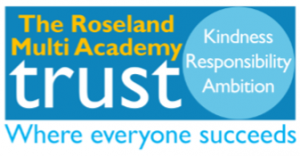 The Roseland
Multi Academy
trust
Kindness
Responsibility
Ambition
Where everyone succeeds